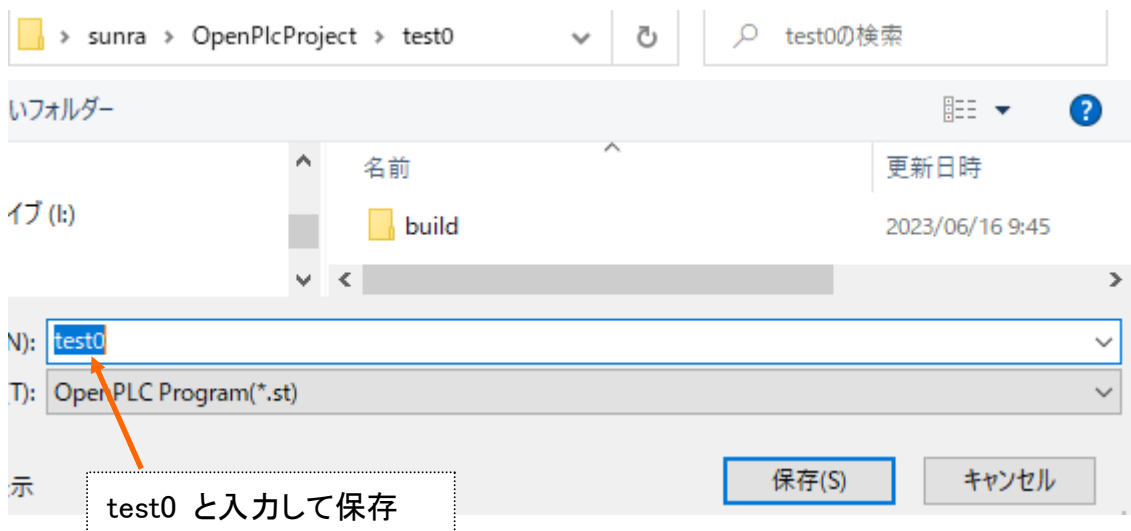 sunra > OpenPlcProject > test0
test0の検索
いフォルダー
名前
更新日時
イブ (I:)
build
2023/06/16 9:45
N): test0
(T): OpenPLC Program(*.st)
示
保存(S)
キャンセル
test0 と入力して保存